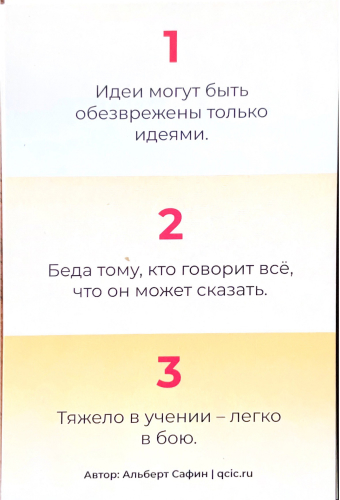 1
Идеи могут быть
обезврежены только
идеями.
2
Беда тому, кто говорит всё,
что он может сказать.
3
Тяжело в учении – легко
в бою.
Автор: Альберт Сафин | qcic.ru